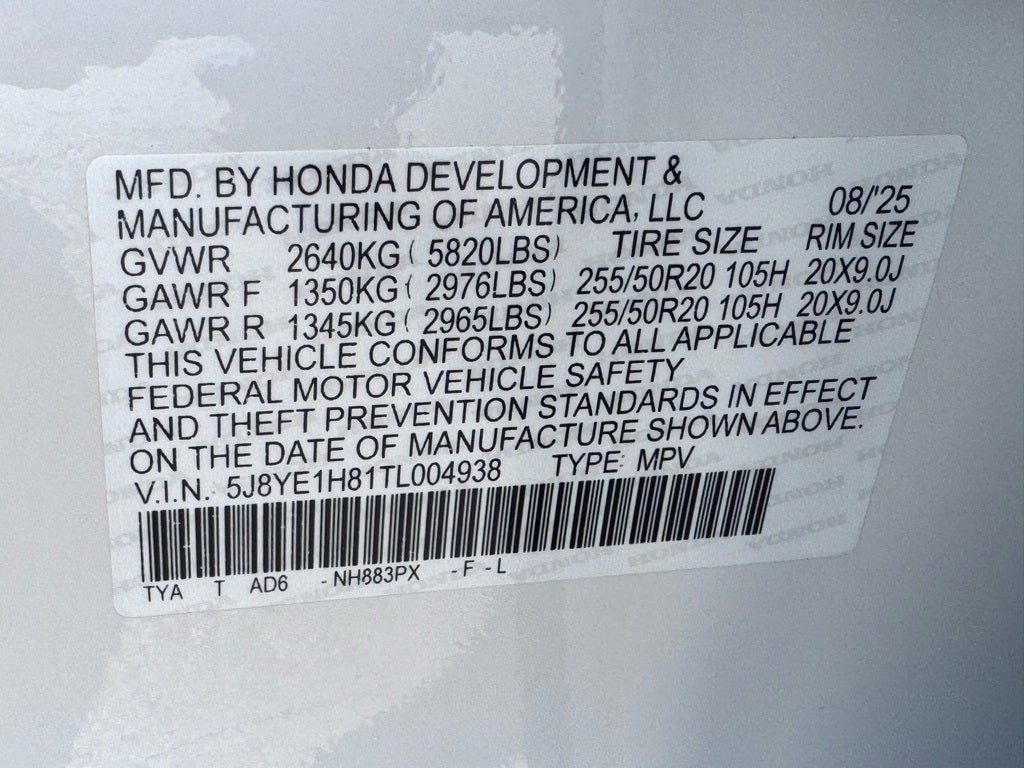 MFD. BY HONDA DEVELOPMENT &
MANUFACTURING OF AMERICA, LLC 08/'25
GVWR 2640KG ( 5820LBS) TIRE SIZE RIM SIZE
GAWR F 1350KG ( 2976LBS) 255/50R20 105H 20X9.0J
GAWR R 1345KG ( 2965LBS) 255/50R20 105H 20X9.0J
THIS VEHICLE CONFORMS TO ALL APPLICABLE
FEDERAL MOTOR VEHICLE SAFETY
AND THEFT PREVENTION STANDARDS IN EFFECT
ON THE DATE OF MANUFACTURE SHOWN ABOVE.
V.I.N. 5J8YE1H81TL004938 TYPE: MPV
TYA T AD6 - NH883PX - F - L